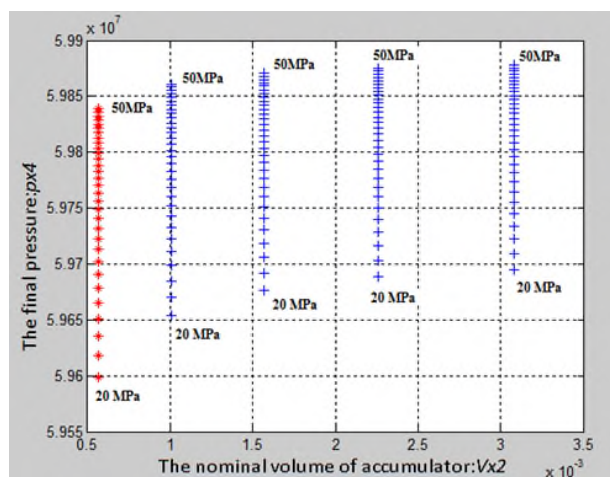 x 10^7
5.99
5.985
5.98
5.975
5.97
5.965
5.96
5.955
The final pressure:px4
50MPa
50MPa
50MPa
50MPa
50MPa
20 MPa
20 MPa
20 MPa
20 MPa
20 MPa
0.5 1 1.5 2 2.5 3 3.5
The nominal volume of accumulator:Vx2
x 10^-3